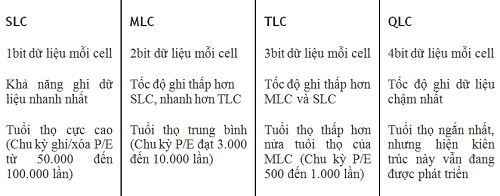 SLC
1bit dữ liệu mỗi cell
Khả năng ghi dữ
liệu nhanh nhất
Tuổi thọ cực cao
(Chu kỳ ghi/xóa P/E
từ 50.000 đến
100.000 lần)
MLC
2bit dữ liệu mỗi cell
Tốc độ ghi thấp hơn
SLC, nhanh hơn TLC
Tuổi thọ trung bình
(Chu kỳ P/E đạt 3.000
đến 10.000 lần)
TLC
3bit dữ liệu mỗi cell
Tốc độ ghi thấp hơn
MLC và SLC
Tuổi thọ thấp hơn
nửa tuổi thọ của
MLC (Chu kỳ P/E
500 đến 1.000 lần)
QLC
4bit dữ liệu mỗi cell
Tốc độ ghi dữ liệu
chậm nhất
Tuổi thọ ngắn nhất,
nhưng hiện kiến
trúc này vẫn đang
được phát triển